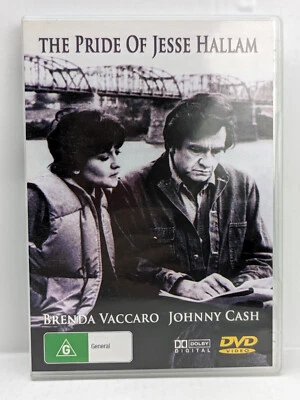 THE PRIDE OF JESSE HALLAM
BRENDA VACCARO JOHNNY CASH
G
General
DOLBY
DIGITAL
DVD
VIDEO